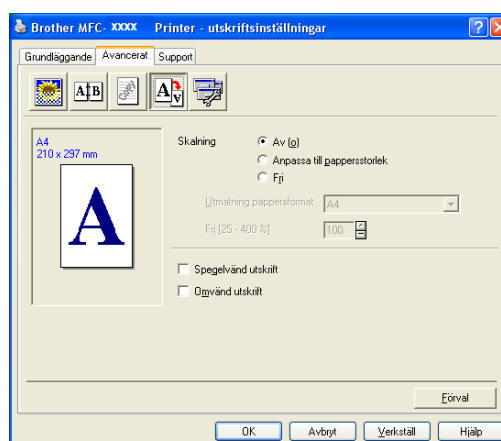 Brother MFC- XXXX Printer - utskriftsinställningar
Grundläggande Avancerat Support
A4
210 x 297 mm
A
Skalning
Av (o)
Anpassa till pappersstorlek
Fri
Utmatning pappersformat A4
Fri [25 - 400 %] 100
Spegelvänd utskrift
Omvänd utskrift
Förval
OK Avbryt Verkställ Hjälp